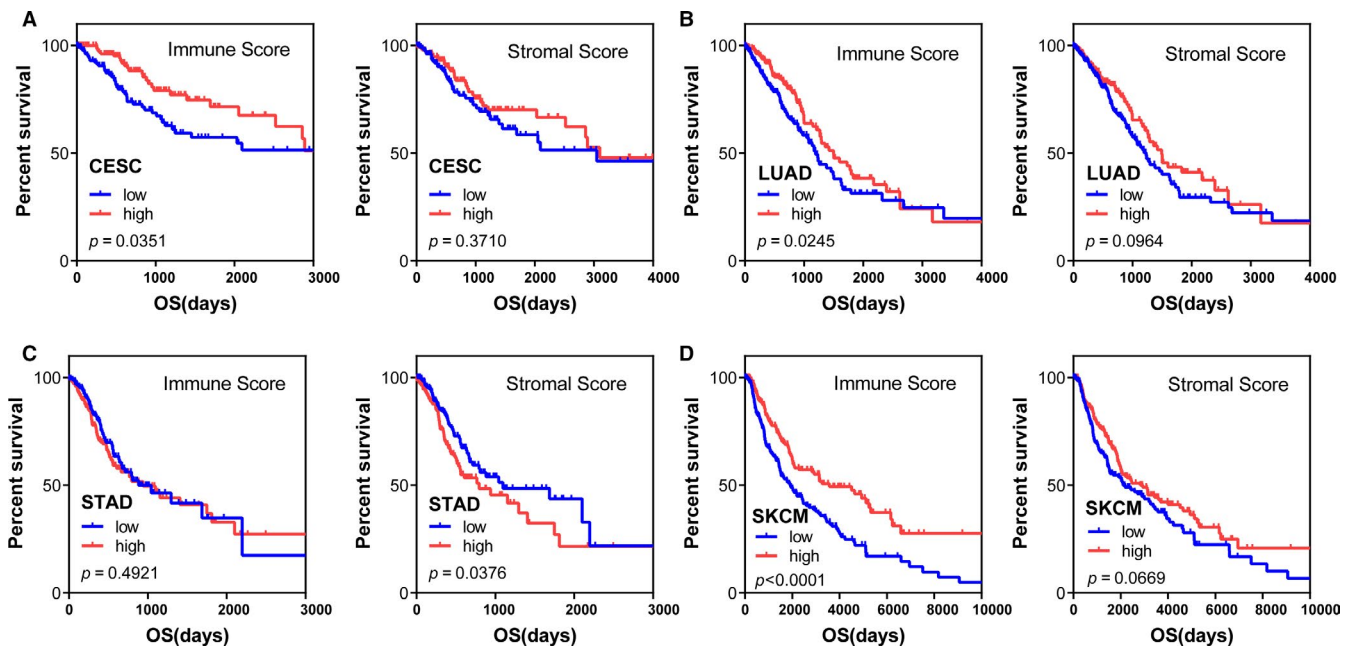 A
Percent survival
100
50
0
Immune Score
CESC
low
high
p = 0.0351
0 1000 2000 3000
OS(days)
Percent survival
100
50
0
Stromal Score
CESC
low
high
p = 0.3710
0 1000 2000 3000 4000
OS(days)
B
Percent survival
100
50
0
Immune Score
LUAD
low
high
p = 0.0245
0 1000 2000 3000 4000
OS(days)
Percent survival
100
50
0
Stromal Score
LUAD
low
high
p = 0.0964
0 1000 2000 3000 4000
OS(days)
C
Percent survival
100
50
0
Immune Score
STAD
low
high
p = 0.4921
0 1000 2000 3000
OS(days)
Percent survival
100
50
0
Stromal Score
STAD
low
high
p = 0.0376
0 1000 2000 3000
OS(days)
D
Percent survival
100
50
0
Immune Score
SKCM
low
high
p<0.0001
0 2000 4000 6000 8000 10000
OS(days)
Percent survival
100
50
0
Stromal Score
SKCM
low
high
p = 0.0669
0 2000 4000 6000 8000 10000
OS(days)